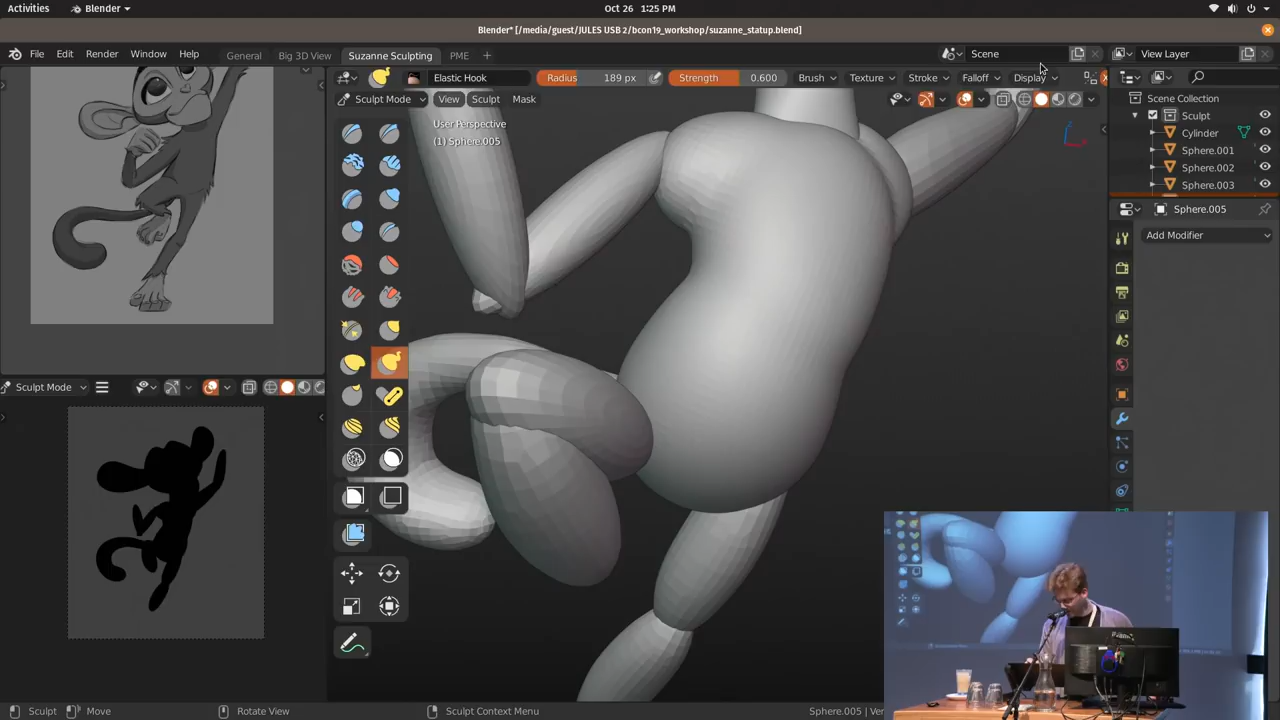 Activities
Blender
Oct 26 1:25 PM
Blender* [/media/guest/JULES USB 2/bcon19_workshop/suzanne_statup.blend]
File Edit Render Window Help
General Big 3D View Suzanne Sculpting PME +
Scene
View Layer
Elastic Hook
Radius 189 px
Strength 0.600
Brush Texture Stroke Falloff Display
Sculpt Mode View Sculpt Mask
User Perspective
(1) Sphere.005
Z
Scene Collection
Sculpt
Cylinder
Sphere.001
Sphere.002
Sphere.003
Sphere.005
Add Modifier
Sculpt Mode
Sculpt Move Rotate View Sculpt Context Menu
Sphere.005 | Ver